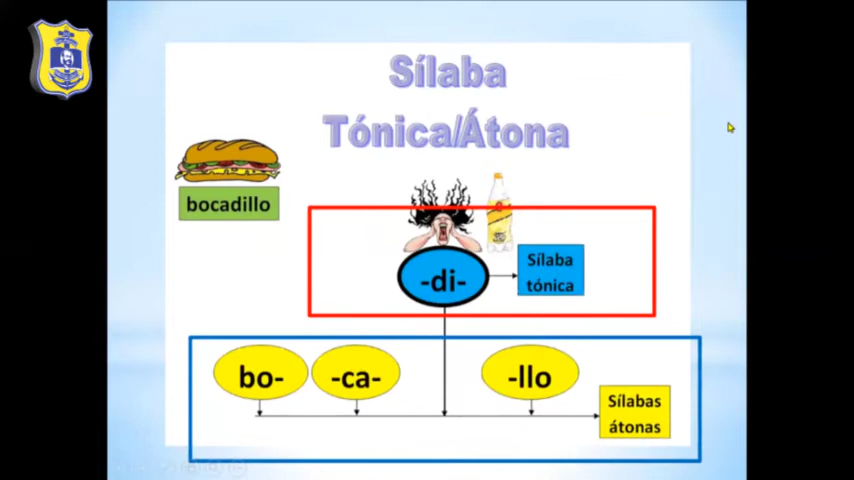 Sílaba
Tónica/Átona
bocadillo
-di-
Sílaba
tónica
bo-
-ca-
-llo
Sílabas
átonas